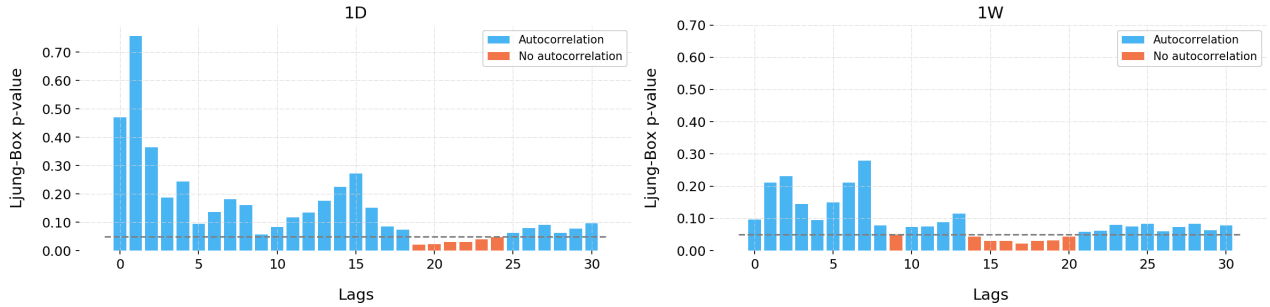 1D
Ljung-Box p-value
0.70
0.60
0.50
0.40
0.30
0.20
0.10
0.00
Autocorrelation
No autocorrelation
0 5 10 15 20 25 30
Lags
1W
Ljung-Box p-value
0.70
0.60
0.50
0.40
0.30
0.20
0.10
0.00
Autocorrelation
No autocorrelation
0 5 10 15 20 25 30
Lags